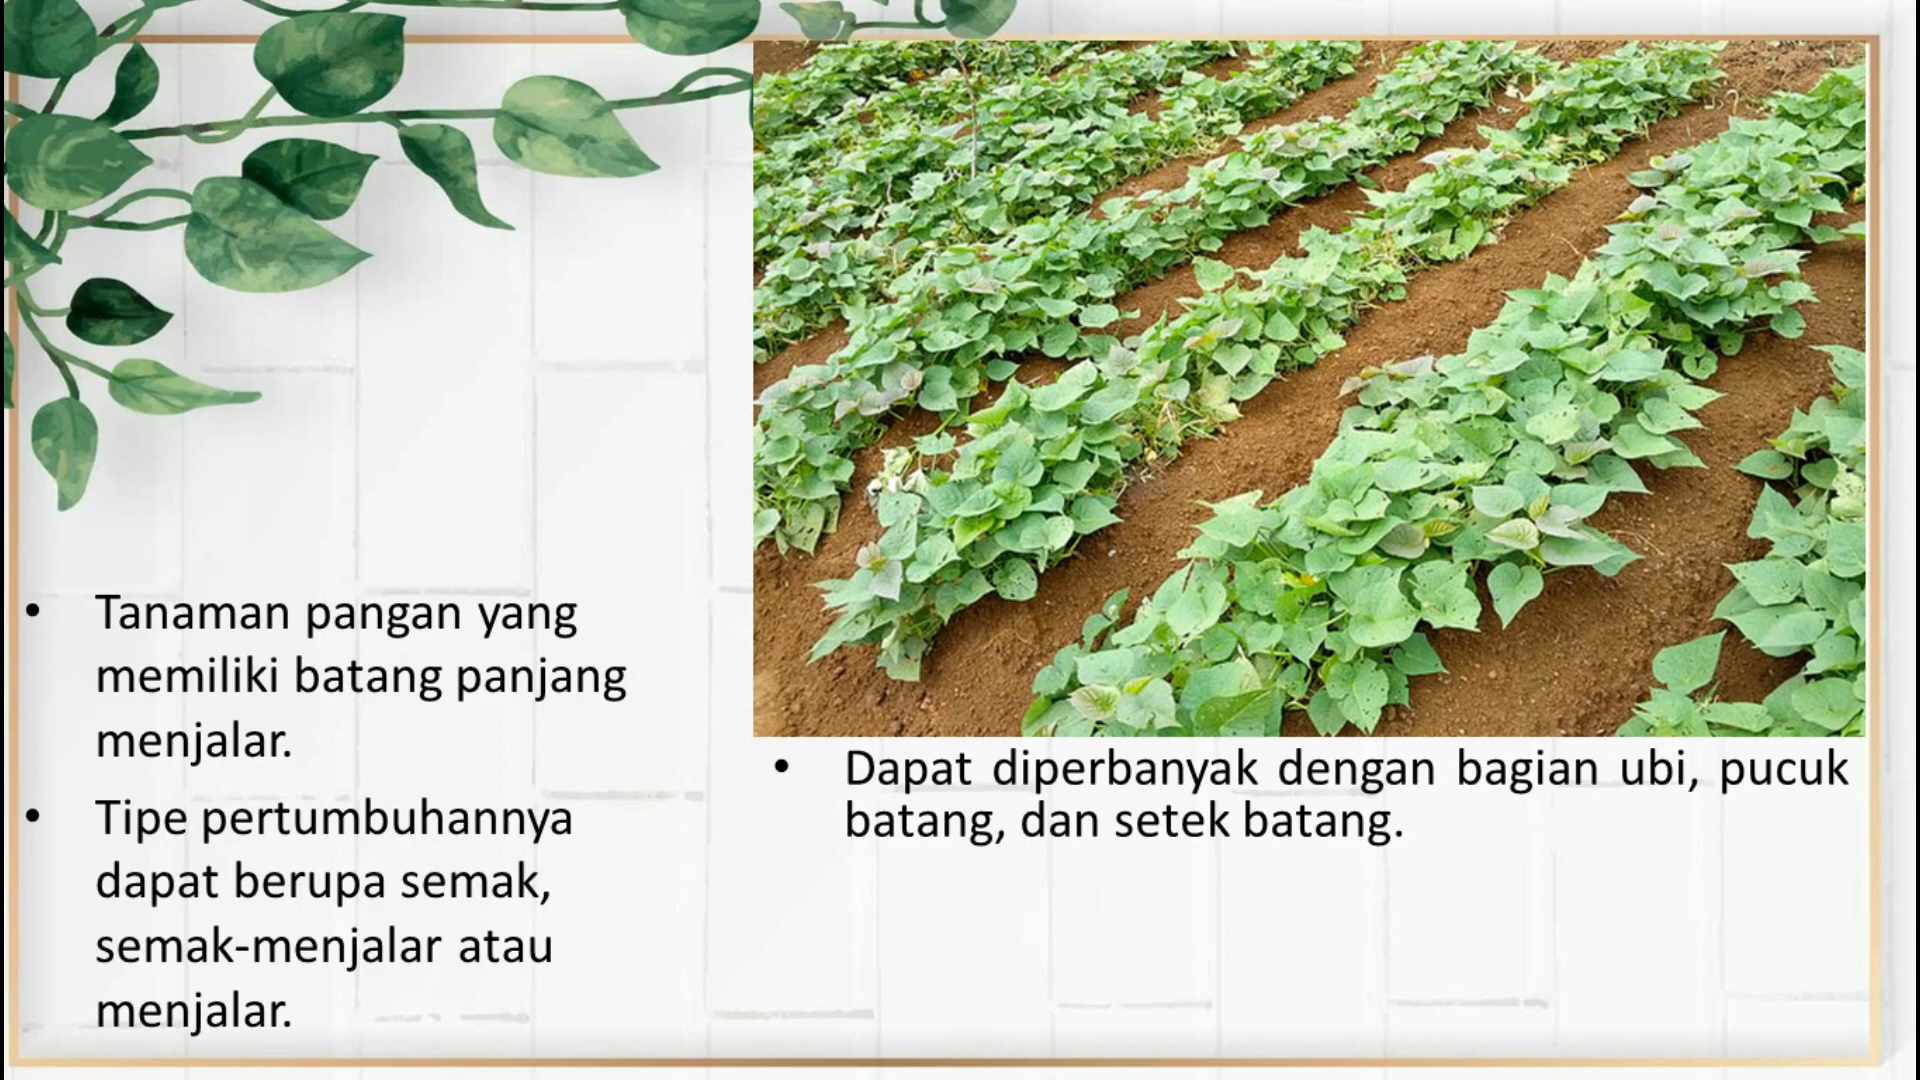 • Tanaman pangan yang
memiliki batang panjang
menjalar.
• Tipe pertumbuhannya
dapat berupa semak,
semak-menjalar atau
menjalar.
• Dapat diperbanyak dengan bagian ubi, pucuk
batang, dan setek batang.